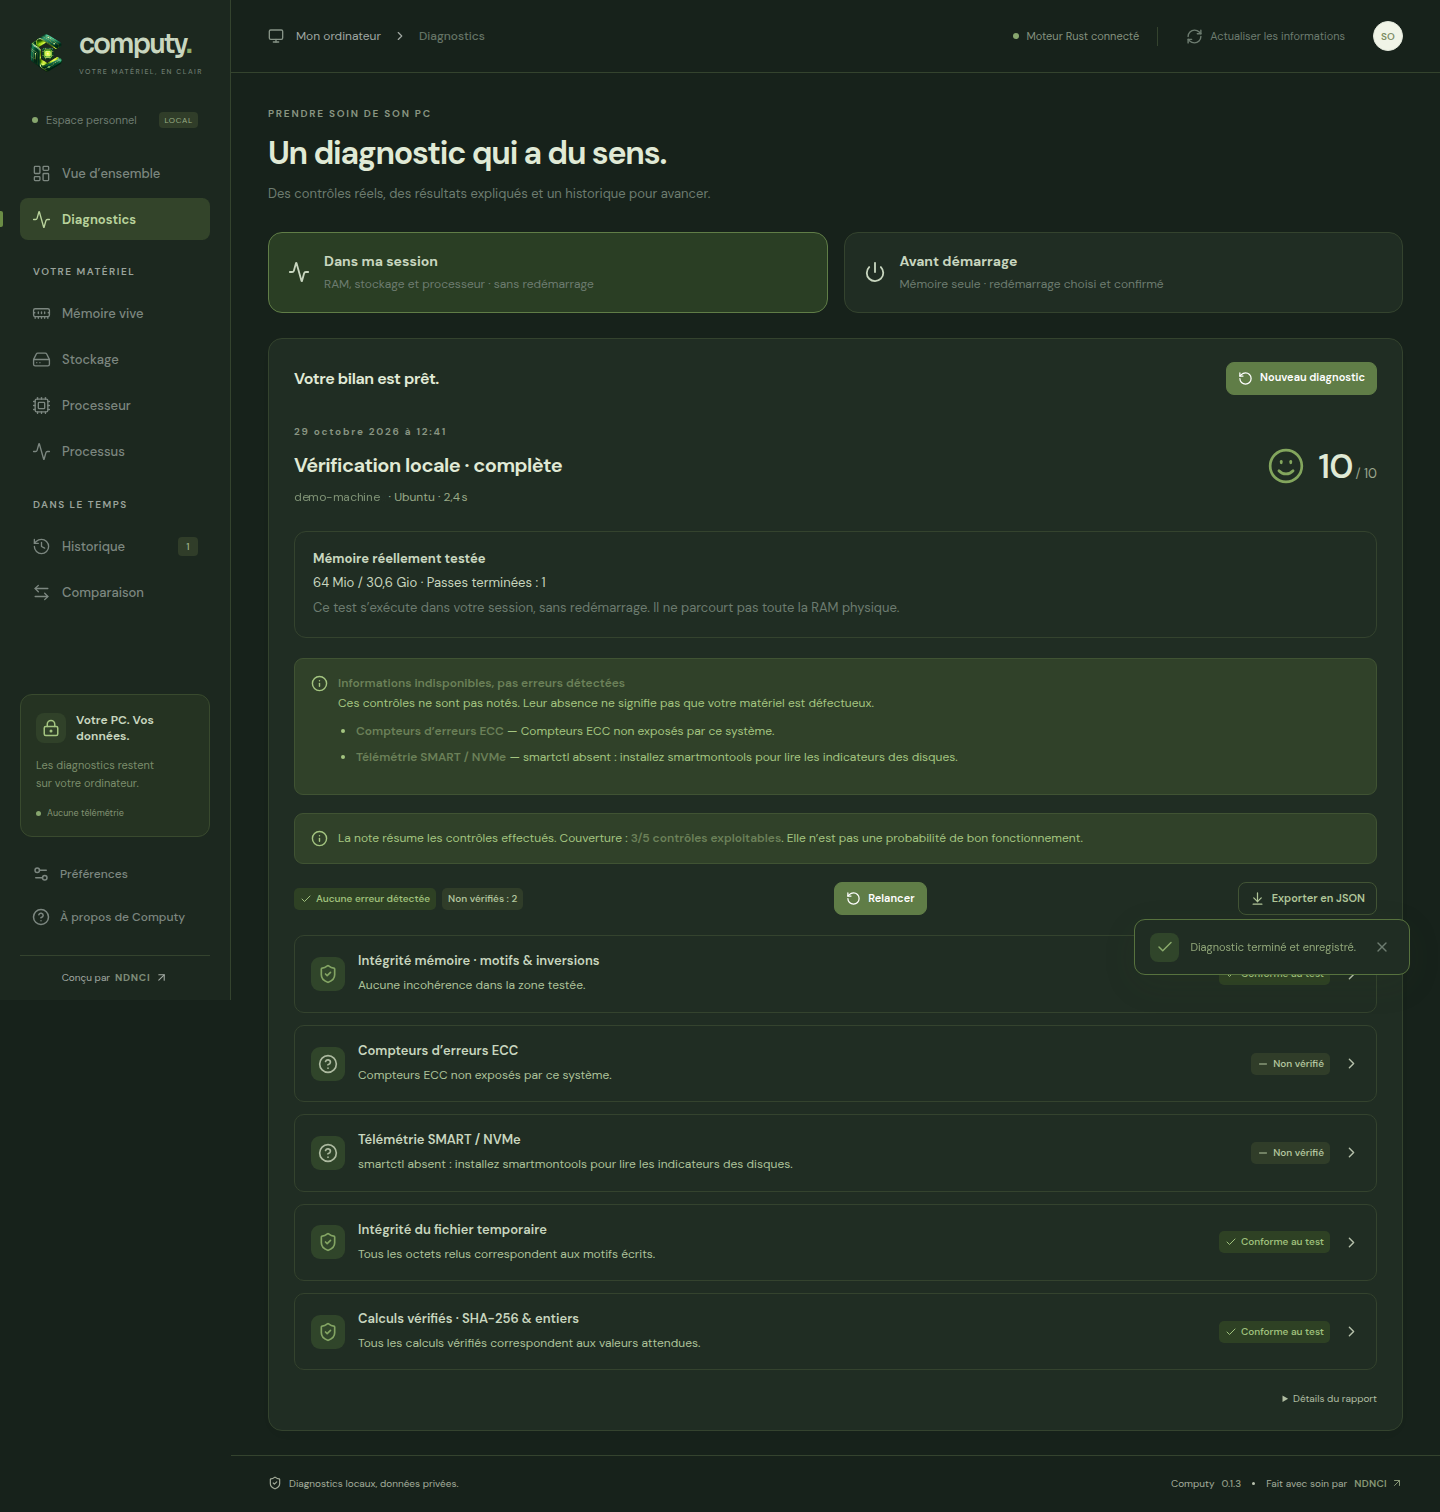 computy.
VOTRE MATÉRIEL, EN CLAIR
Espace personnel
LOCAL
Vue d’ensemble
Diagnostics
VOTRE MATÉRIEL
Mémoire vive
Stockage
Processeur
Processus
DANS LE TEMPS
Historique
1
Comparaison
Votre PC. Vos
données.
Les diagnostics restent
sur votre ordinateur.
Aucune télémétrie
Préférences
À propos de Computy
Conçu par NDNCI
Mon ordinateur
Diagnostics
Moteur Rust connecté
Actualiser les informations
SO
PRENDRE SOIN DE SON PC
Un diagnostic qui a du sens.
Des contrôles réels, des résultats expliqués et un historique pour avancer.
Dans ma session
RAM, stockage et processeur · sans redémarrage
Avant démarrage
Mémoire seule · redémarrage choisi et confirmé
Votre bilan est prêt.
Nouveau diagnostic
29 octobre 2026 à 12:41
Vérification locale · complète
demo-machine · Ubuntu · 2,4 s
10 / 10
Mémoire réellement testée
64 Mio / 30,6 Gio · Passes terminées : 1
Ce test s’exécute dans votre session, sans redémarrage. Il ne parcourt pas toute la RAM physique.
Informations indisponibles, pas erreurs détectées
Ces contrôles ne sont pas notés. Leur absence ne signifie pas que votre matériel est défectueux.
• Compteurs d’erreurs ECC — Compteurs ECC non exposés par ce système.
• Télémétrie SMART / NVMe — smartctl absent : installez smartmontools pour lire les indicateurs des disques.
La note résume les contrôles effectués. Couverture : 3/5 contrôles exploitables. Elle n’est pas une probabilité de bon fonctionnement.
Aucune erreur détectée
Non vérifiés : 2
Relancer
Exporter en JSON
Diagnostic terminé et enregistré.
Intégrité mémoire · motifs & inversions
Aucune incohérence dans la zone testée.
Conforme au test
Compteurs d’erreurs ECC
Compteurs ECC non exposés par ce système.
Non vérifié
Télémétrie SMART / NVMe
smartctl absent : installez smartmontools pour lire les indicateurs des disques.
Non vérifié
Intégrité du fichier temporaire
Tous les octets relus correspondent aux motifs écrits.
Conforme au test
Calculs vérifiés · SHA-256 & entiers
Tous les calculs vérifiés correspondent aux valeurs attendues.
Conforme au test
Détails du rapport
Diagnostics locaux, données privées.
Computy 0.1.3 • Fait avec soin par NDNCI